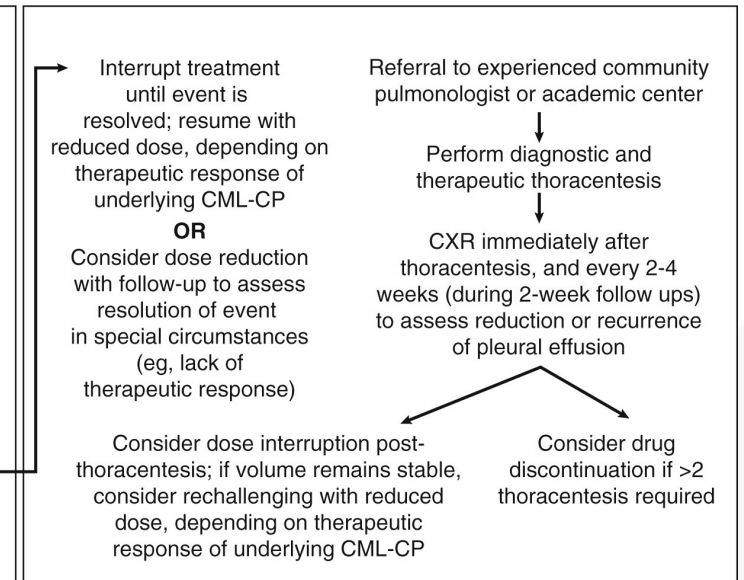 Interrupt treatment
until event is
resolved; resume with
reduced dose, depending on
therapeutic response of
underlying CML-CP
OR
Consider dose reduction
with follow-up to assess
resolution of event
in special circumstances
(eg, lack of
therapeutic response)
Referral to experienced community
pulmonologist or academic center
Perform diagnostic and
therapeutic thoracentesis
CXR immediately after
thoracentesis, and every 2-4
weeks (during 2-week follow ups)
to assess reduction or recurrence
of pleural effusion
Consider dose interruption post-
thoracentesis; if volume remains stable,
consider rechallenging with reduced
dose, depending on therapeutic
response of underlying CML-CP
Consider drug
discontinuation if >2
thoracentesis required